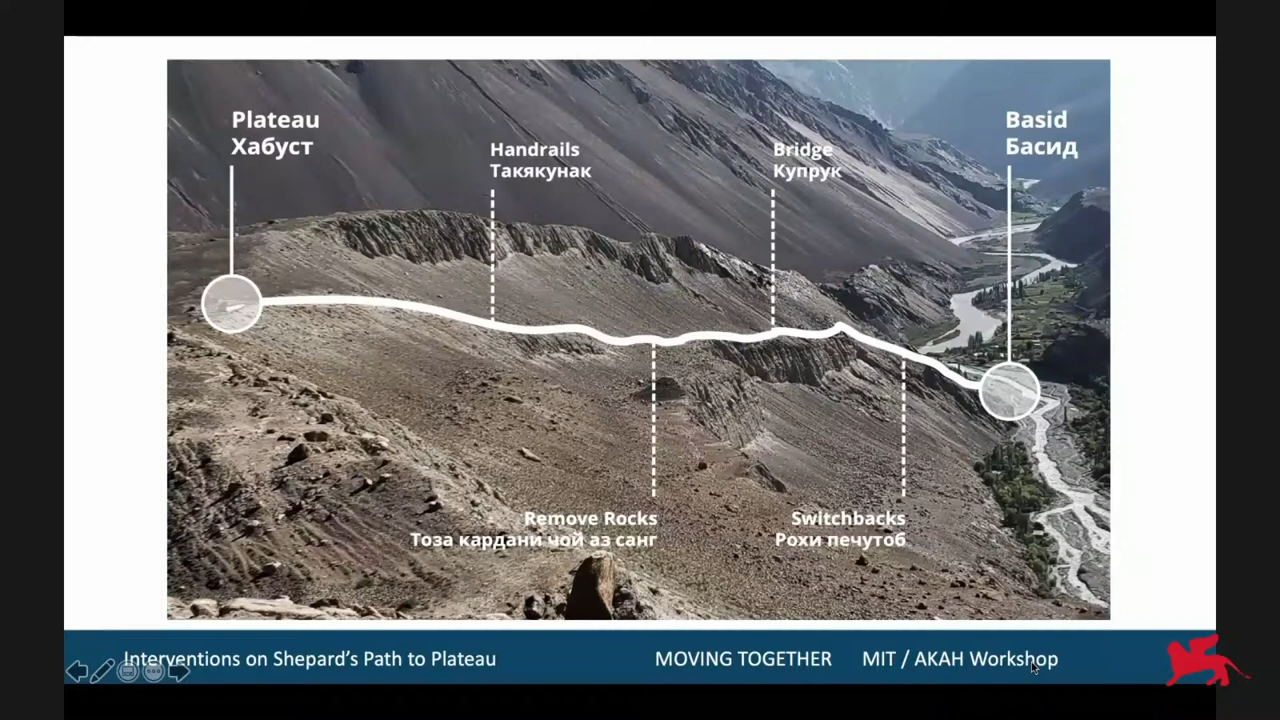 Plateau
Хабуст
Handrails
Такякунак
Bridge
Купрук
Basid
Басид
Remove Rocks
Тоза кардани чой аз санг
Switchbacks
Рохи печутоб
Interventions on Shepard's Path to Plateau
MOVING TOGETHER
MIT / AKAH Workshop